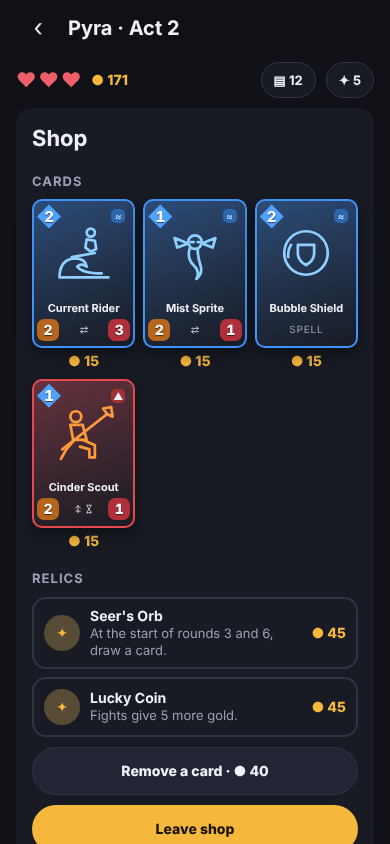 Pyra · Act 2
171
12
5
Shop
CARDS
2
Current Rider
2
3
15
1
Mist Sprite
2
1
15
2
Bubble Shield
SPELL
15
1
Cinder Scout
2
1
15
RELICS
Seer's Orb
At the start of rounds 3 and 6,
draw a card.
45
Lucky Coin
Fights give 5 more gold.
45
Remove a card · 40
Leave shop